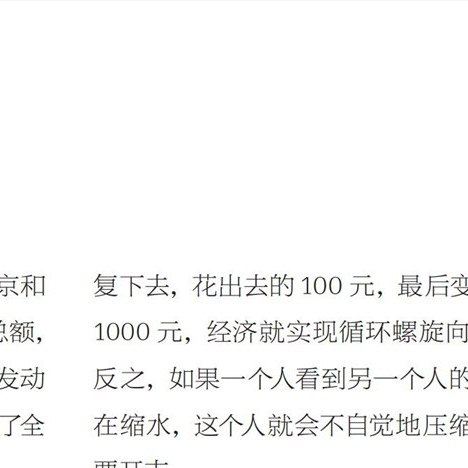 京和
总额，
发动
了全
复下去，花出去的 100 元，最后变
1000 元，经济就实现循环螺旋向
反之，如果一个人看到另一个人的
在缩水，这个人就会不自觉地压缩